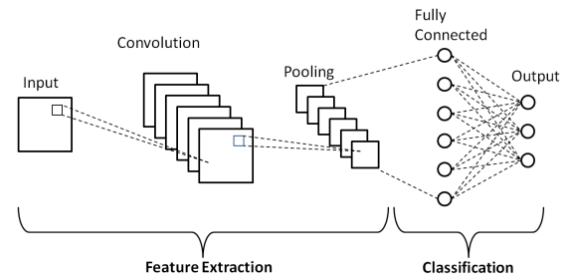 Fully
Connected
Convolution
Pooling
Output
Input
Feature Extraction
Classification